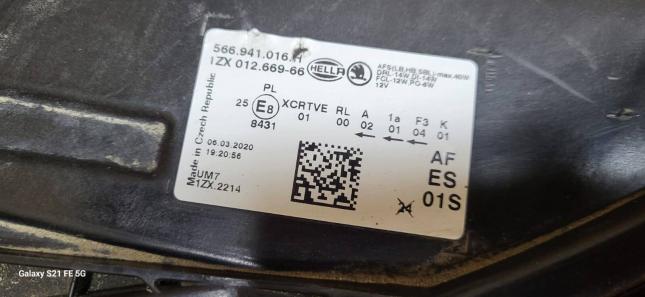 566.941.016.H
1ZX 012.669-66
HELLA
AFS(LB,HB,SBL)-max.40W
DRL-14W,DI-14W
FCL-12W,PO-6W
12V
PL
25 E8 XCRTVE RL A 1a F3 K
8431 01 00 02 01 04 01
Made in Czech Republic
06.03.2020
19:20:56
UM7
1ZX.2214
AF
ES
01S
Galaxy S21 FE 5G